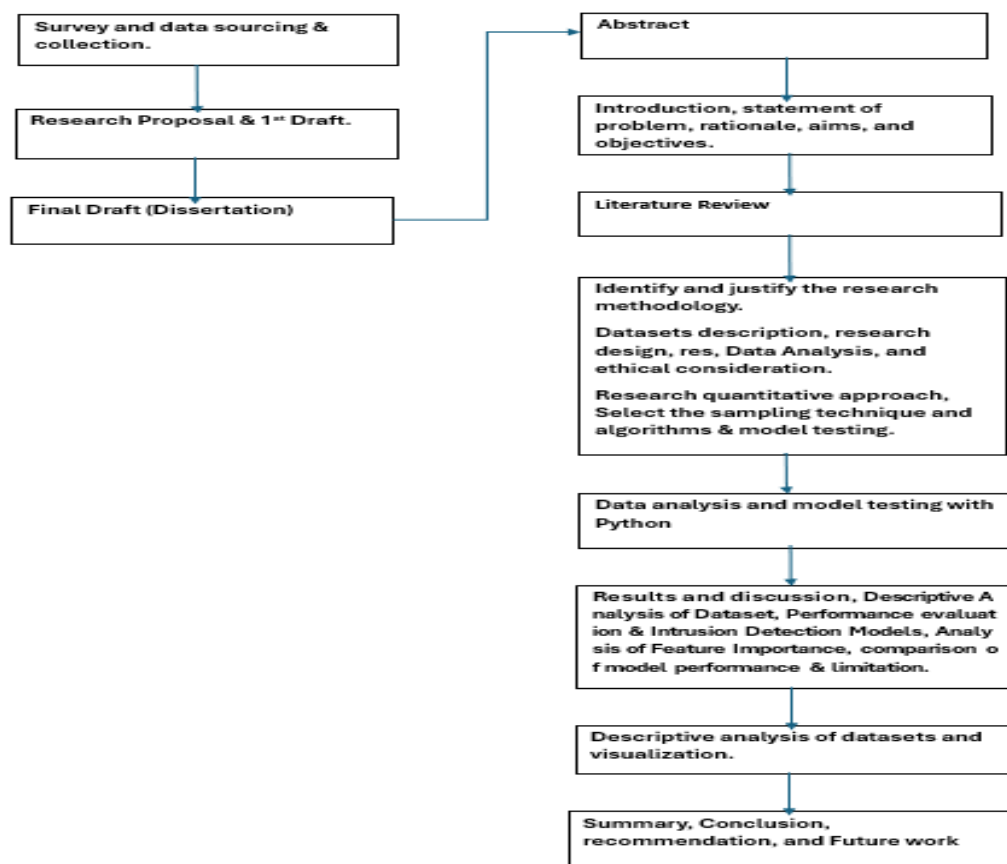 Survey and data sourcing &
collection.
Research Proposal & 1st Draft.
Final Draft (Dissertation)
Abstract
Introduction, statement of
problem, rationale, aims, and
objectives.
Literature Review
Identify and justify the research
methodology.
Datasets description, research
design, res, Data Analysis, and
ethical consideration.
Research quantitative approach,
Select the sampling technique and
algorithms & model testing.
Data analysis and model testing with
Python
Results and discussion, Descriptive A
nalysis of Dataset, Performance evaluat
ion & Intrusion Detection Models, Analy
sis of Feature Importance, comparison o
f model performance & limitation.
Descriptive analysis of datasets and
visualization.
Summary, Conclusion,
recommendation, and Future work